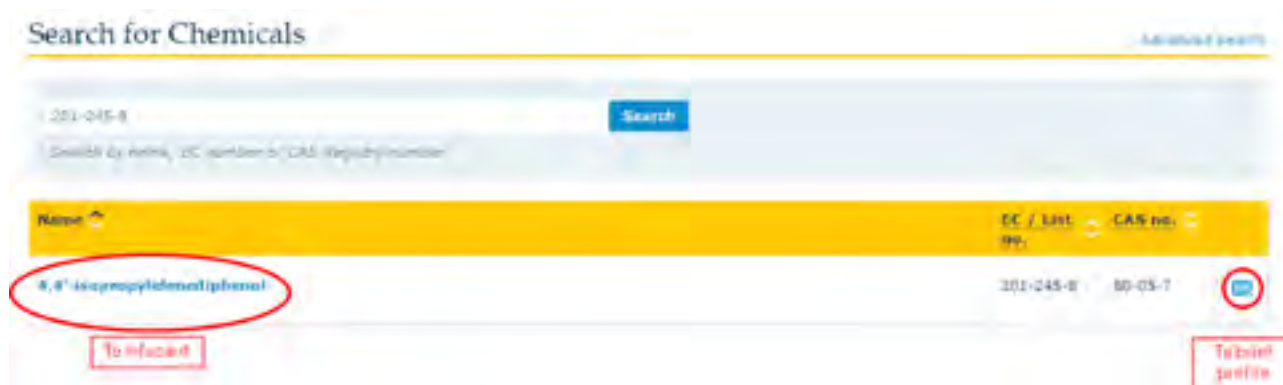 Search for Chemicals
Advanced search
201-245-8
Search
Search by name, EC number or CAS Registry number
Name
EC / List no.
CAS no.
4,4'-isopropylidenediphenol
201-245-8
80-05-7
To infocard
To brief
profile